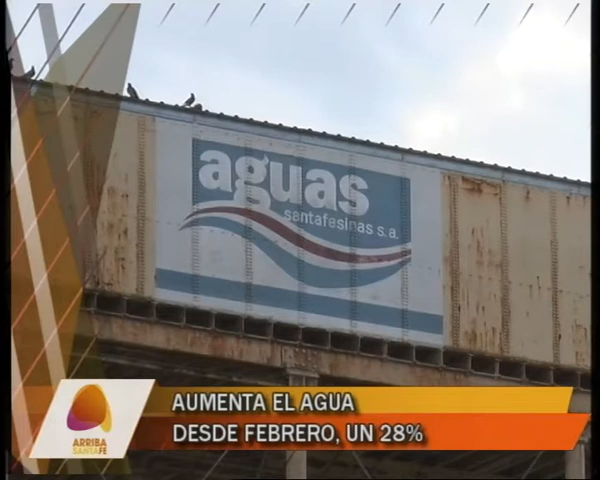 aguas
santafesinas s.a.
AUMENTA EL AGUA
DESDE FEBRERO, UN 28%
ARRIBA
SANTA FE